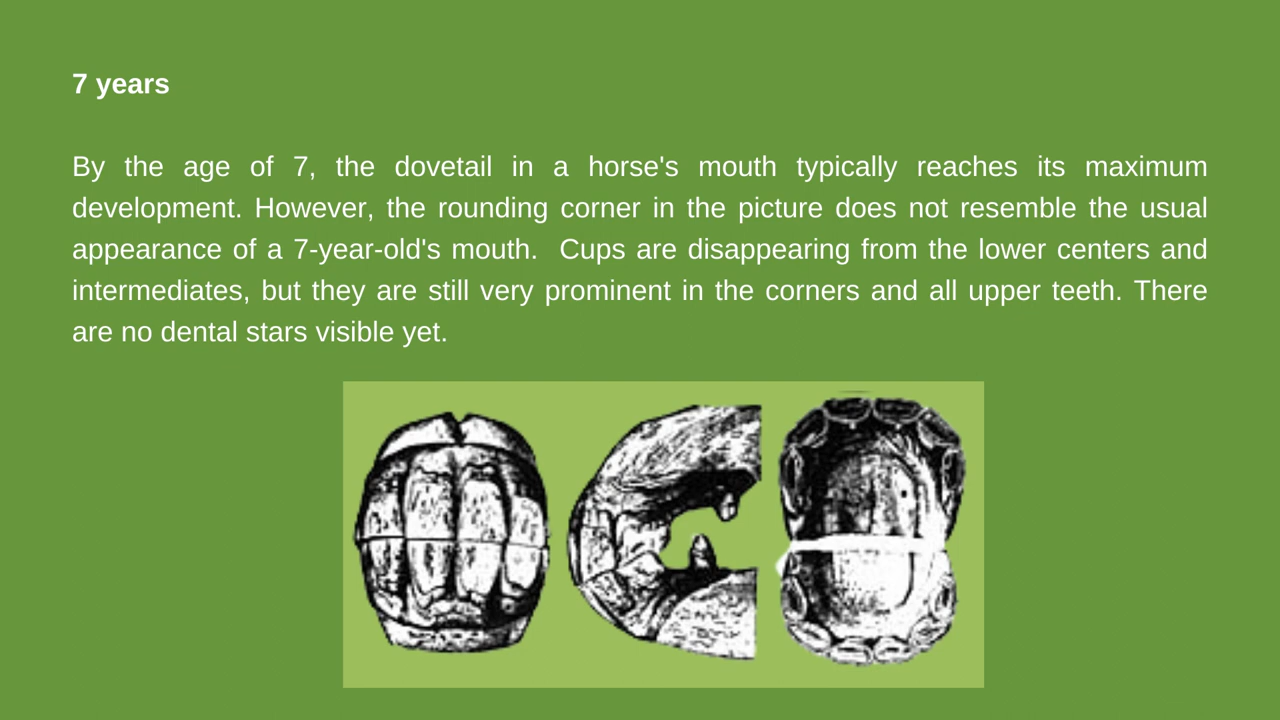 7 years
By the age of 7, the dovetail in a horse's mouth typically reaches its maximum
development. However, the rounding corner in the picture does not resemble the usual
appearance of a 7-year-old's mouth.  Cups are disappearing from the lower centers and
intermediates, but they are still very prominent in the corners and all upper teeth. There
are no dental stars visible yet.